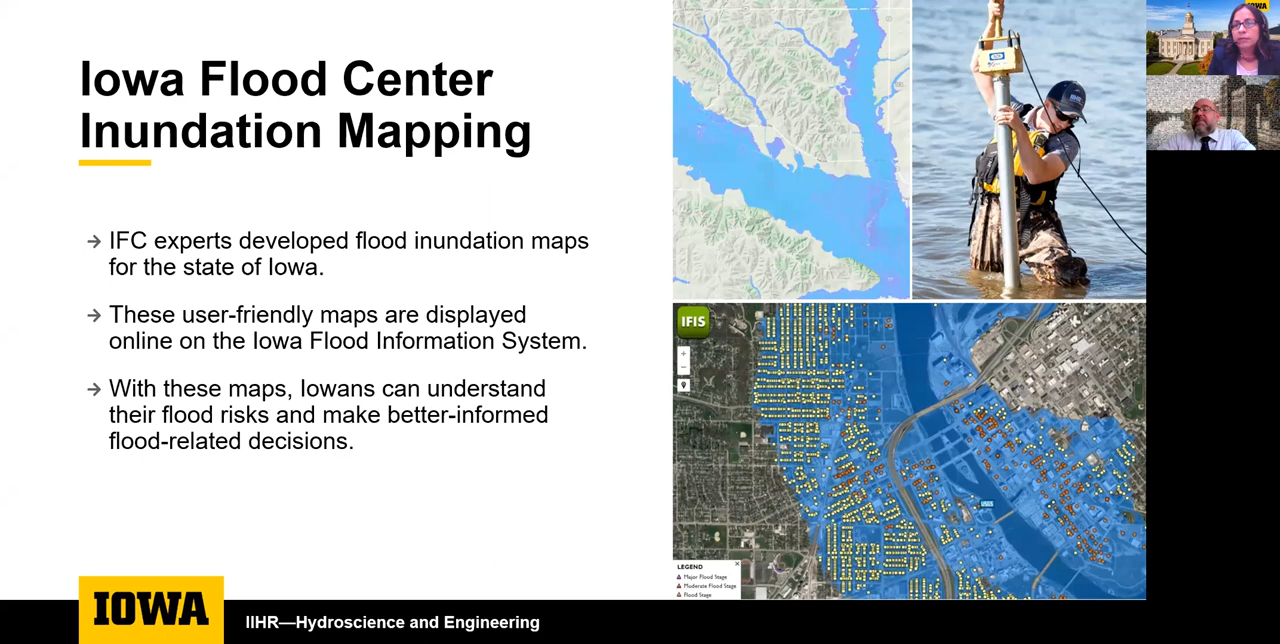 Iowa Flood Center
Inundation Mapping
IFC experts developed flood inundation maps
for the state of Iowa.
These user-friendly maps are displayed
online on the Iowa Flood Information System.
With these maps, Iowans can understand
their flood risks and make better-informed
flood-related decisions.
IOWA
IIHR—Hydroscience and Engineering
IFIS
USGS
LEGEND
Major Flood Stage
Moderate Flood Stage
Flood Stage
IOWA